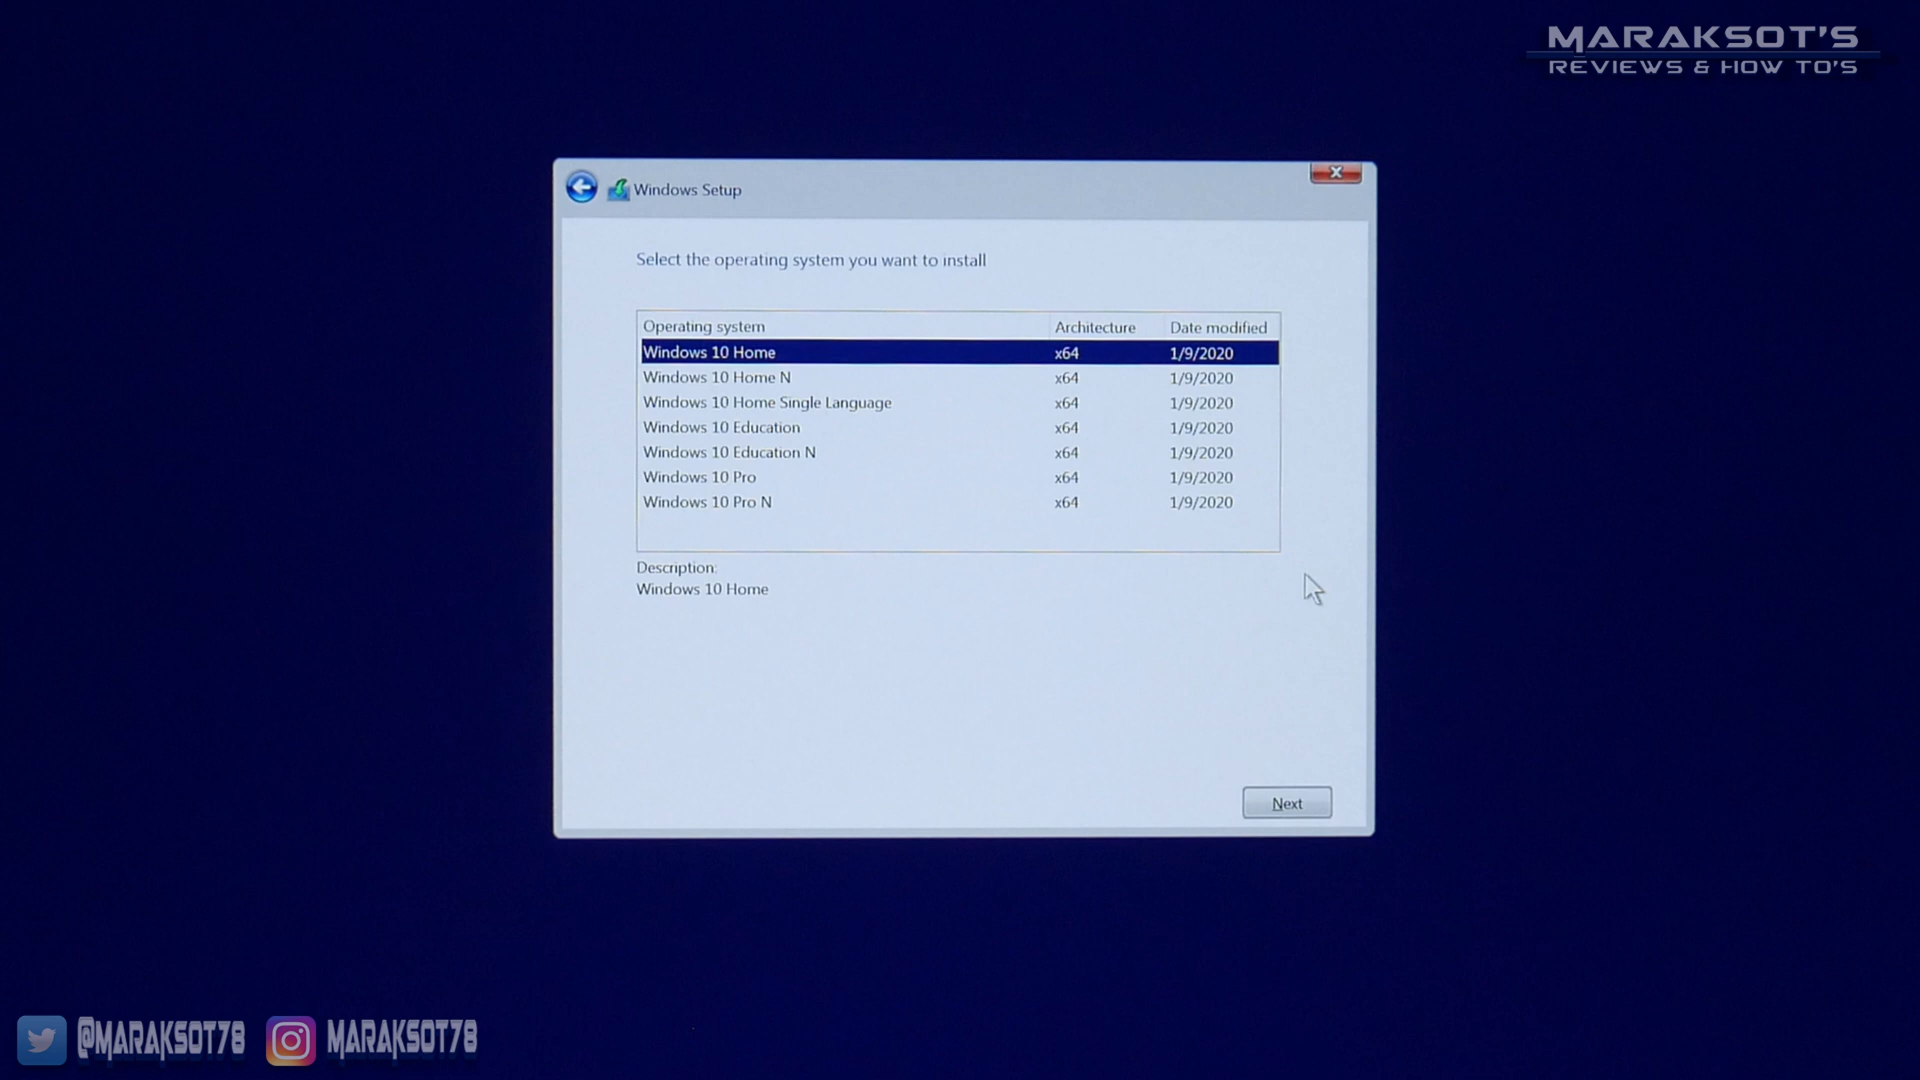 MARAKSOT'S
REVIEWS & HOW TO'S
Windows Setup
Select the operating system you want to install
Operating system Architecture Date modified
Windows 10 Home x64 1/9/2020
Windows 10 Home N x64 1/9/2020
Windows 10 Home Single Language x64 1/9/2020
Windows 10 Education x64 1/9/2020
Windows 10 Education N x64 1/9/2020
Windows 10 Pro x64 1/9/2020
Windows 10 Pro N x64 1/9/2020
Description:
Windows 10 Home
Next
@MARAKSOT78 MARAKSOT78